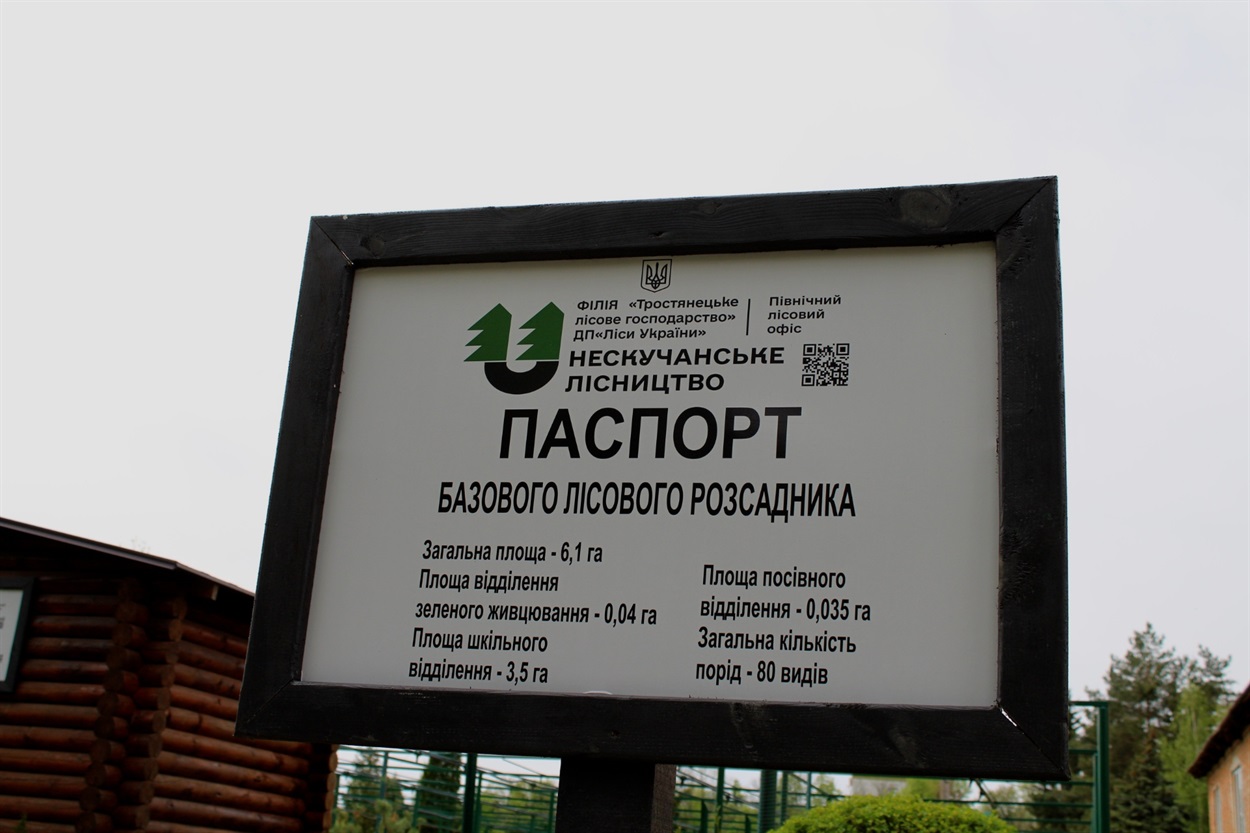 ФІЛІЯ «Тростянецьке
лісове господарство»
ДП«Ліси України»
Північний
лісовий
офіс
НЕСКУЧАНСЬКЕ
ЛІСНИЦТВО
ПАСПОРТ
БАЗОВОГО ЛІСОВОГО РОЗСАДНИКА
Загальна площа - 6,1 га
Площа відділення
зеленого живцювання - 0,04 га
Площа шкільного
відділення - 3,5 га
Площа посівного
відділення - 0,035 га
Загальна кількість
порід - 80 видів